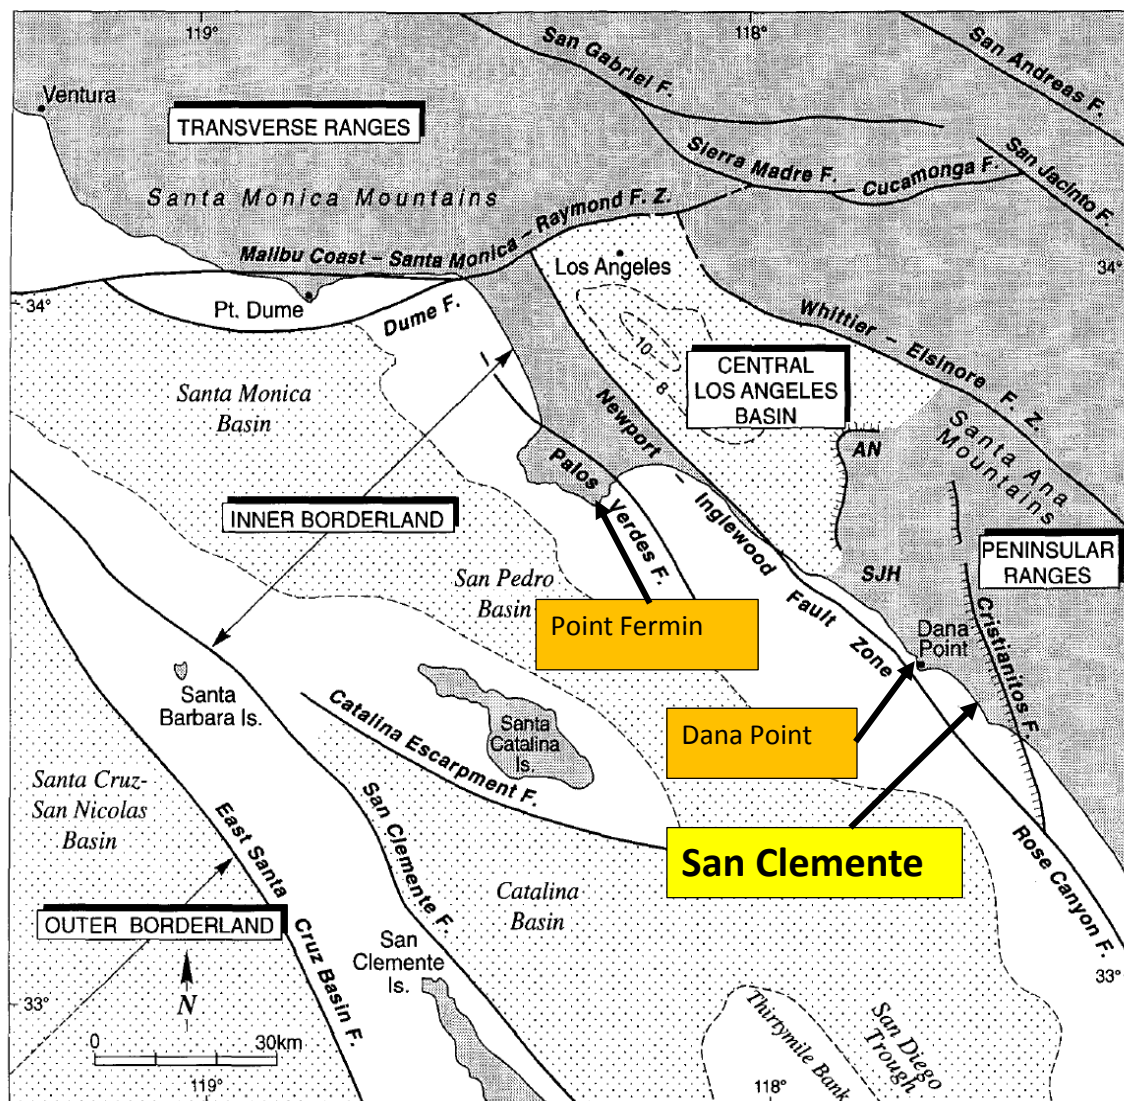 119°
118°
San Gabriel F.
San Andreas F.
Ventura
TRANSVERSE RANGES
Sierra Madre F.
Cucamonga F.
San Jacinto F.
Santa Monica Mountains
Malibu Coast – Santa Monica – Raymond F. Z.
Los Angeles
34°
34°
Pt. Dume
Dume F.
Whittier – Elsinore F. Z.
10
8
CENTRAL
LOS ANGELES
BASIN
Santa Monica
Basin
Newport – Inglewood Fault Zone
AN
Santa Ana
Mountains
Palos Verdes F.
INNER BORDERLAND
PENINSULAR
RANGES
San Pedro
Basin
SJH
Point Fermin
Cristianitos F.
Dana
Point
Santa
Barbara Is.
Catalina Escarpment F.
Santa
Catalina
Is.
Dana Point
Santa Cruz-
San Nicolas
Basin
San Clemente F.
East Santa Cruz Basin F.
San Clemente
Rose Canyon F.
Catalina
Basin
OUTER BORDERLAND
San
Clemente
Is.
N
33°
33°
0 30km
Thirtymile Bank
San Diego
Trough
119°
118°